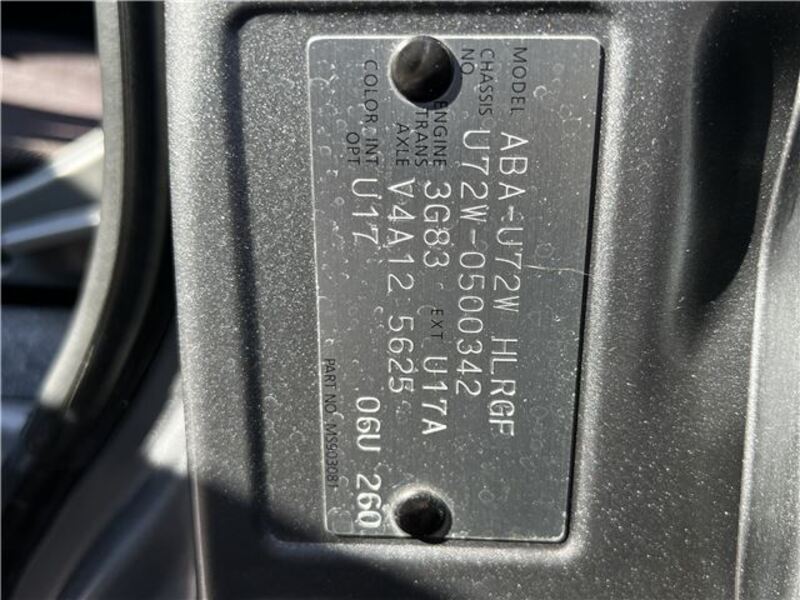 MODEL ABA-U72W HLRGF
CHASSIS NO. U72W-0500342
ENGINE 3G83 EXT U17A
TRANS AXLE V4A12 5625
COLOR INT OPT U17 06U 260
PART NO. MS903081